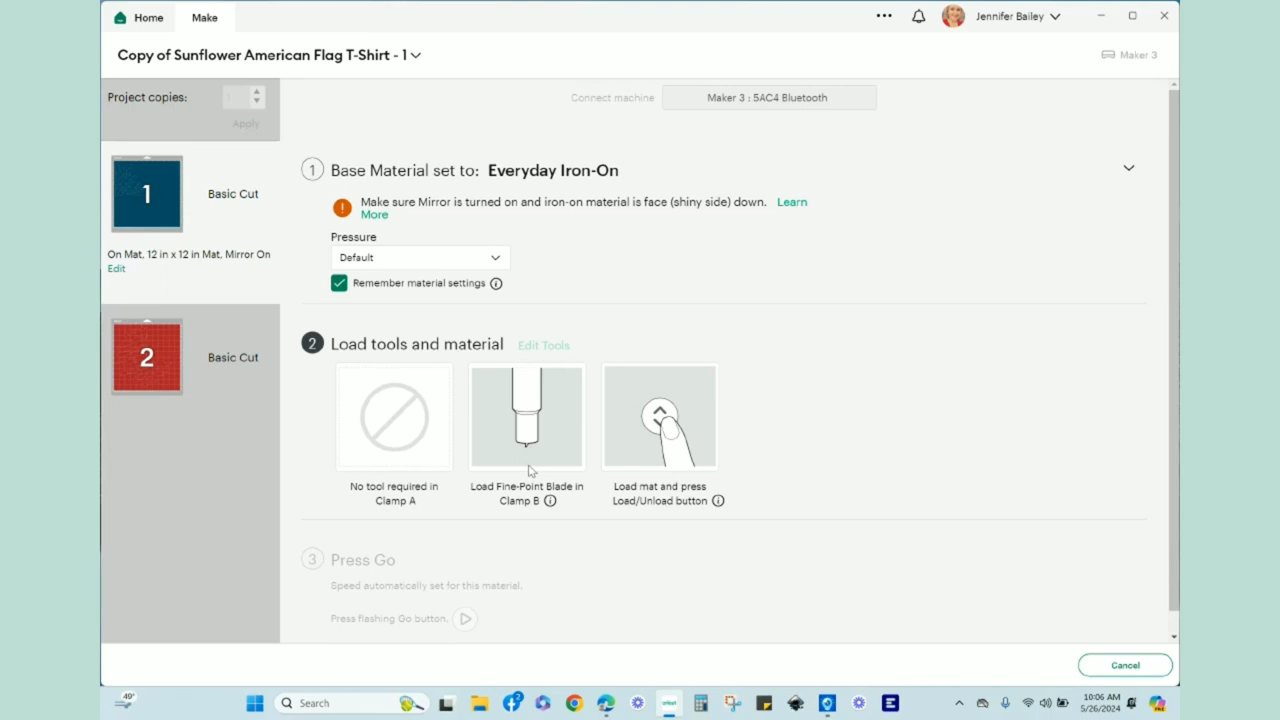 Home
Make
Jennifer Bailey
Copy of Sunflower American Flag T-Shirt - 1
Maker 3
Project copies:
1
Apply
Connect machine
Maker 3 : 5AC4 Bluetooth
1
Basic Cut
On Mat, 12 in x 12 in Mat, Mirror On
Edit
2
Basic Cut
1 Base Material set to: Everyday Iron-On
! Make sure Mirror is turned on and iron-on material is face (shiny side) down. Learn
More
Pressure
Default
Remember material settings
2 Load tools and material Edit Tools
No tool required in
Clamp A
Load Fine-Point Blade in
Clamp B
Load mat and press
Load/Unload button
3 Press Go
Speed automatically set for this material.
Press flashing Go button.
Cancel
49°
Search
2
cricut
E
10:06 AM
5/26/2024